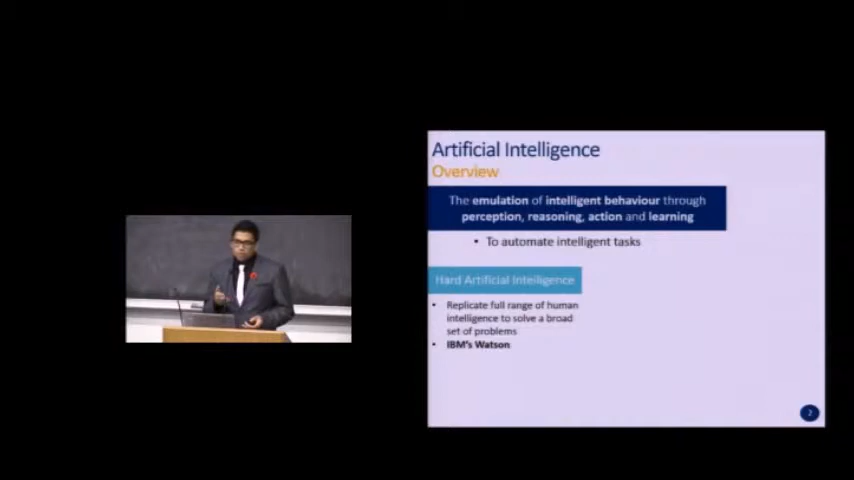 Artificial Intelligence
Overview
The emulation of intelligent behaviour through
perception, reasoning, action and learning
• To automate intelligent tasks
Hard Artificial Intelligence
• Replicate full range of human
intelligence to solve a broad
set of problems
• IBM's Watson
2